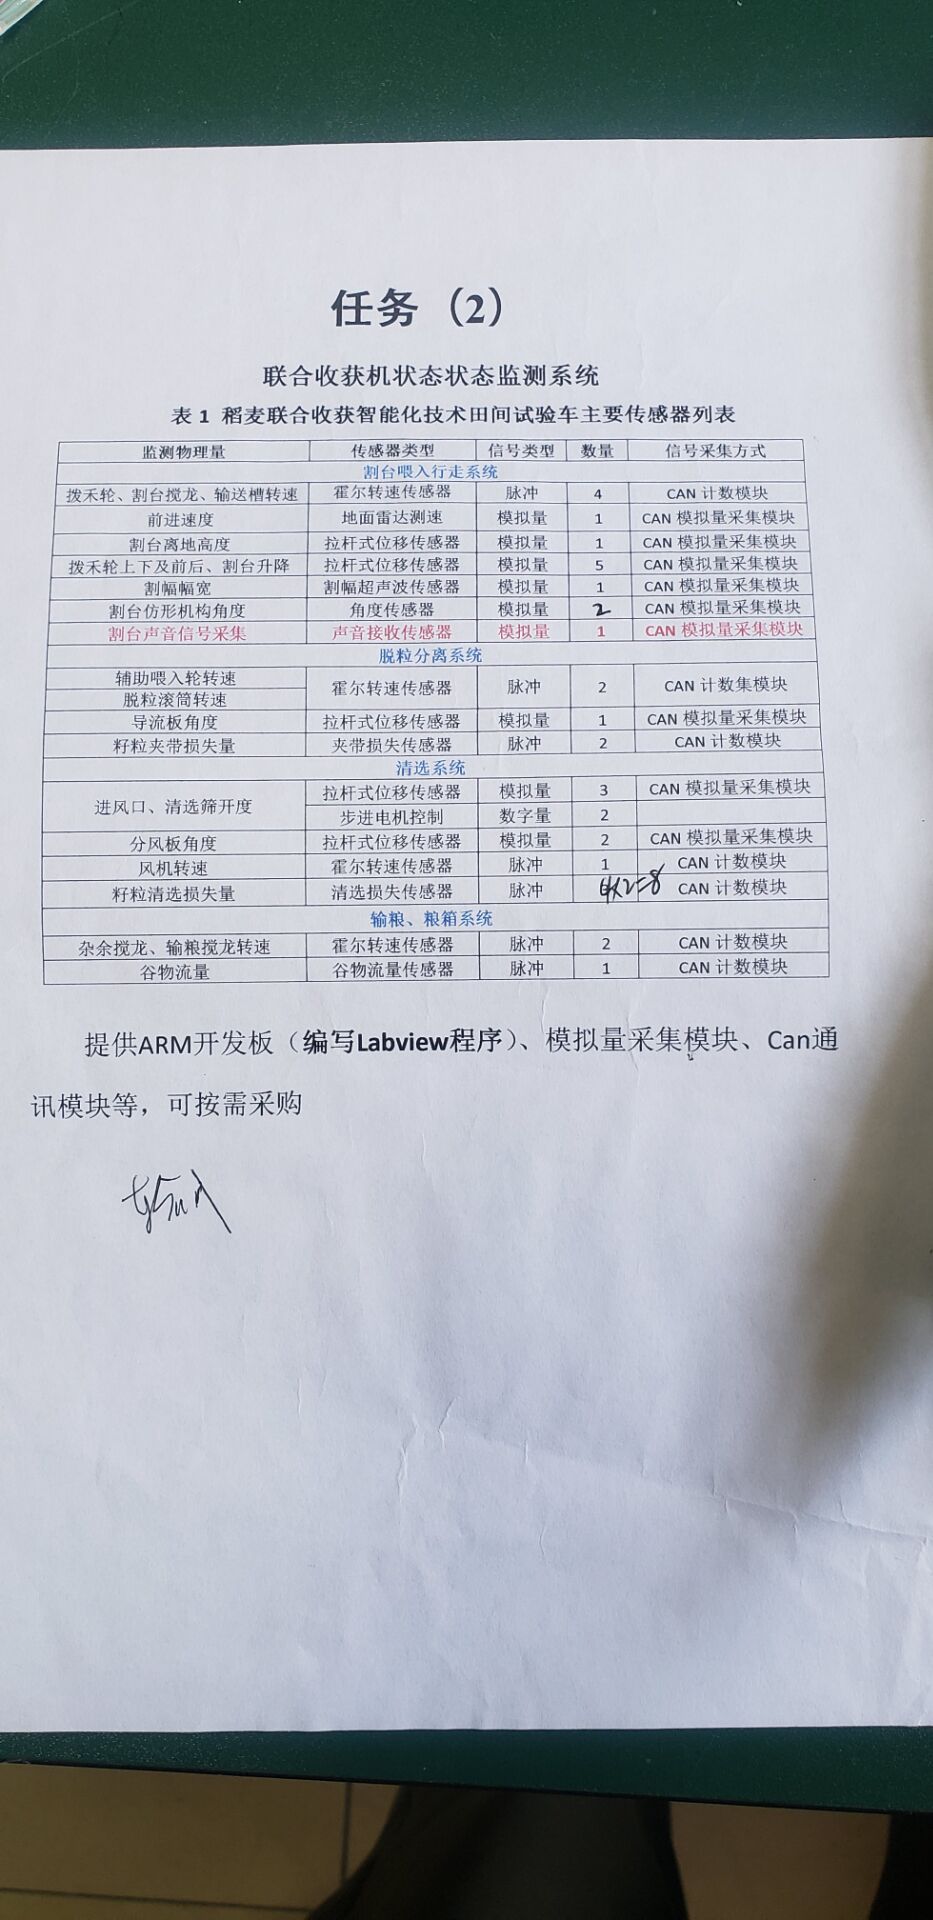 任务（2）
联合收获机状态状态监测系统
表 1 稻麦联合收获智能化技术田间试验车主要传感器列表
监测物理量 传感器类型 信号类型 数量 信号采集方式
割台喂入行走系统
拨禾轮、割台搅龙、输送槽转速 霍尔转速传感器 脉冲 4 CAN 计数模块
前进速度 地面雷达测速 模拟量 1 CAN 模拟量采集模块
割台离地高度 拉杆式位移传感器 模拟量 1 CAN 模拟量采集模块
拨禾轮上下及前后、割台升降 拉杆式位移传感器 模拟量 5 CAN 模拟量采集模块
割幅幅宽 割幅超声波传感器 模拟量 1 CAN 模拟量采集模块
割台仿形机构角度 角度传感器 模拟量 2 CAN 模拟量采集模块
割台声音信号采集 声音接收传感器 模拟量 1 CAN 模拟量采集模块
脱粒分离系统
辅助喂入轮转速
脱粒滚筒转速 霍尔转速传感器 脉冲 2 CAN 计数集模块
导流板角度 拉杆式位移传感器 模拟量 1 CAN 模拟量采集模块
籽粒夹带损失量 夹带损失传感器 脉冲 2 CAN 计数模块
清选系统
进风口、清选筛开度 拉杆式位移传感器 模拟量 3 CAN 模拟量采集模块
步进电机控制 数字量 2
分风板角度 拉杆式位移传感器 模拟量 2 CAN 模拟量采集模块
风机转速 霍尔转速传感器 脉冲 1 CAN 计数模块
籽粒清选损失量 清选损失传感器 脉冲 4x2=8 CAN 计数模块
输粮、粮箱系统
杂余搅龙、输粮搅龙转速 霍尔转速传感器 脉冲 2 CAN 计数模块
谷物流量 谷物流量传感器 脉冲 1 CAN 计数模块
提供ARM开发板（编写Labview程序）、模拟量采集模块、Can通
讯模块等，可按需采购